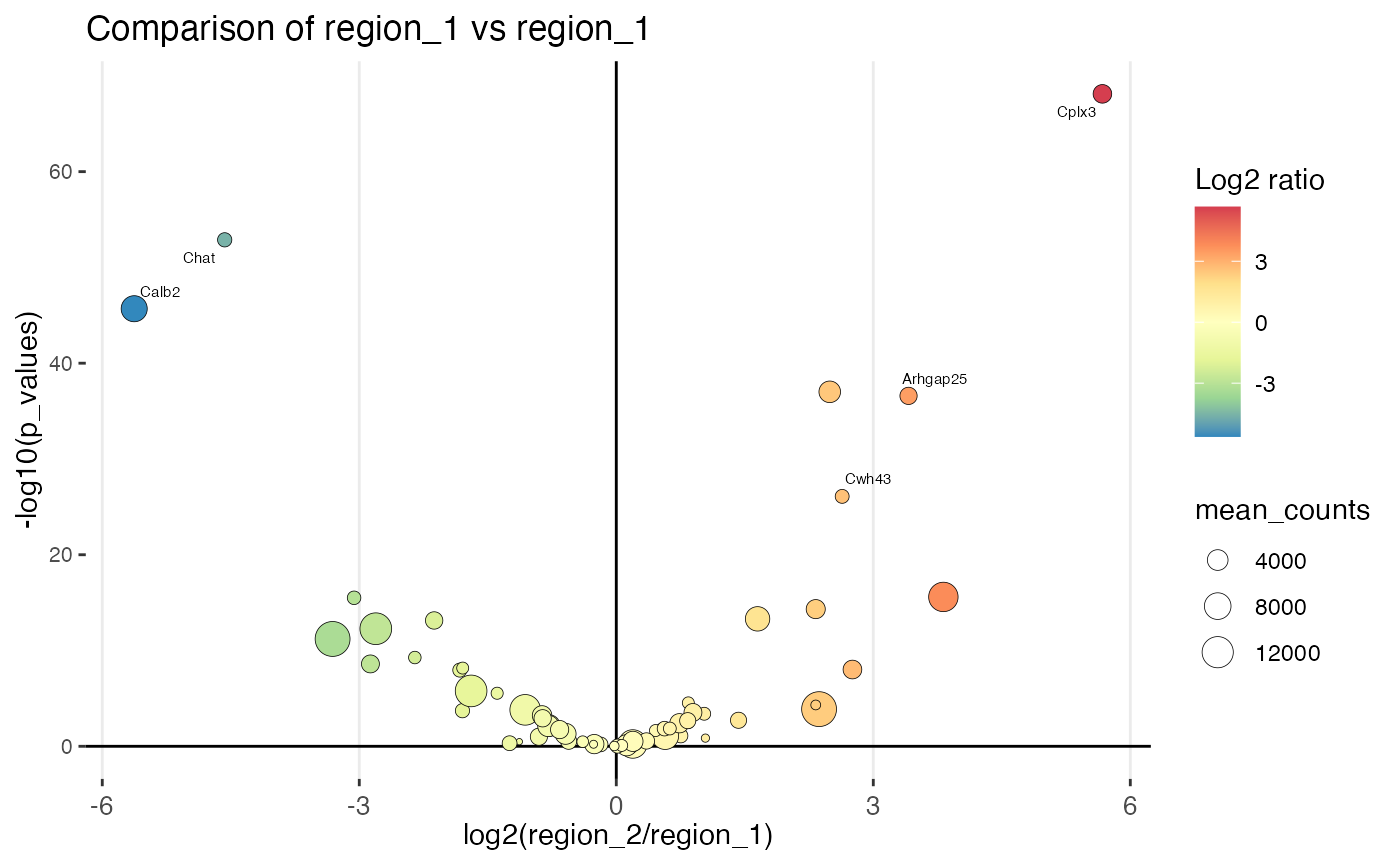 Comparison of region_1 vs region_1
Cplx3
60
Chat
Calb2
40
Arhgap25
Cwh43
20
0
-log10(p_values)
-6
-3
0
3
6
log2(region_2/region_1)
Log2 ratio
3
0
-3
mean_counts
4000
8000
12000